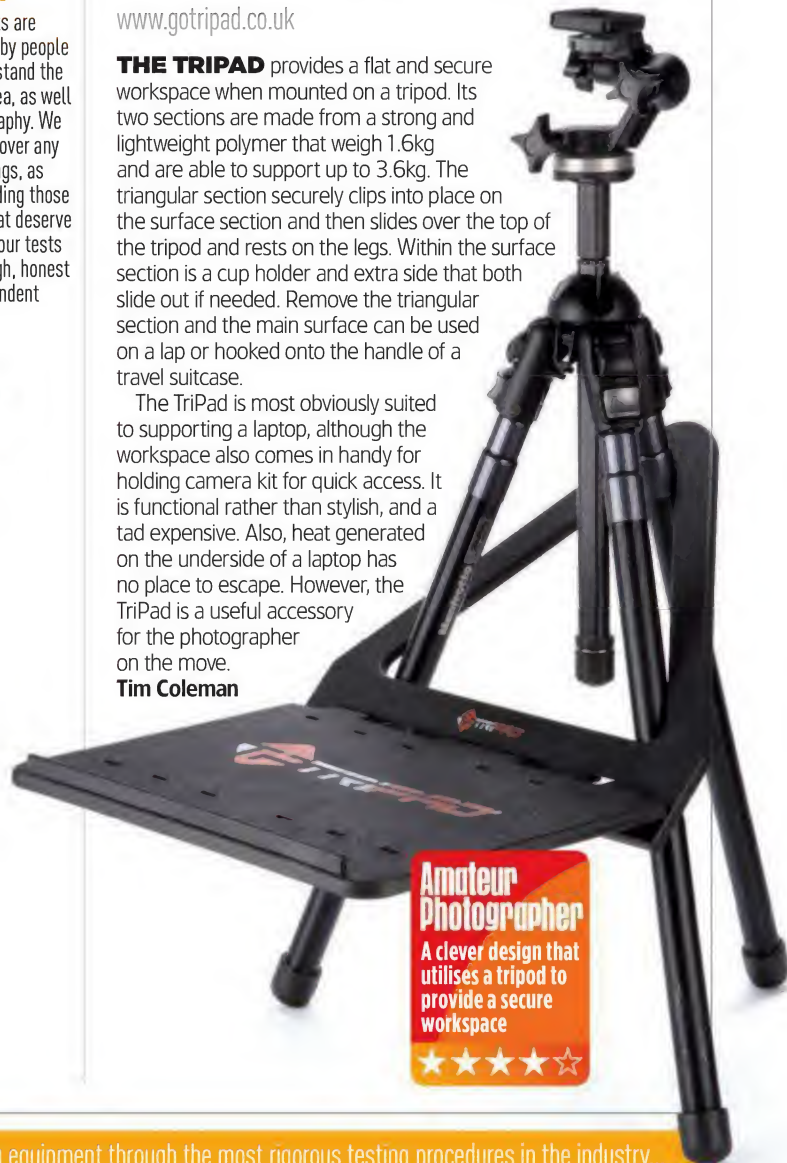 s are
by people
stand the
ea, as well
aphy. We
over any
ngs, as
ding those
at deserve
our tests
gh, honest
ndent
www.gotripad.co.uk
THE TRIPAD provides a flat and secure
workspace when mounted on a tripod. Its
two sections are made from a strong and
lightweight polymer that weigh 1.6kg
and are able to support up to 3.6kg. The
triangular section securely clips into place on
the surface section and then slides over the top of
the tripod and rests on the legs. Within the surface
section is a cup holder and extra side that both
slide out if needed. Remove the triangular
section and the main surface can be used
on a lap or hooked onto the handle of a
travel suitcase.
The TriPad is most obviously suited
to supporting a laptop, although the
workspace also comes in handy for
holding camera kit for quick access. It
is functional rather than stylish, and a
tad expensive. Also, heat generated
on the underside of a laptop has
no place to escape. However, the
TriPad is a useful accessory
for the photographer
on the move.
Tim Coleman
TRIPAD
TRIPAD
Amateur
Photographer
A clever design that
utilises a tripod to
provide a secure
workspace
equipment through the most rigorous testing procedures in the industry